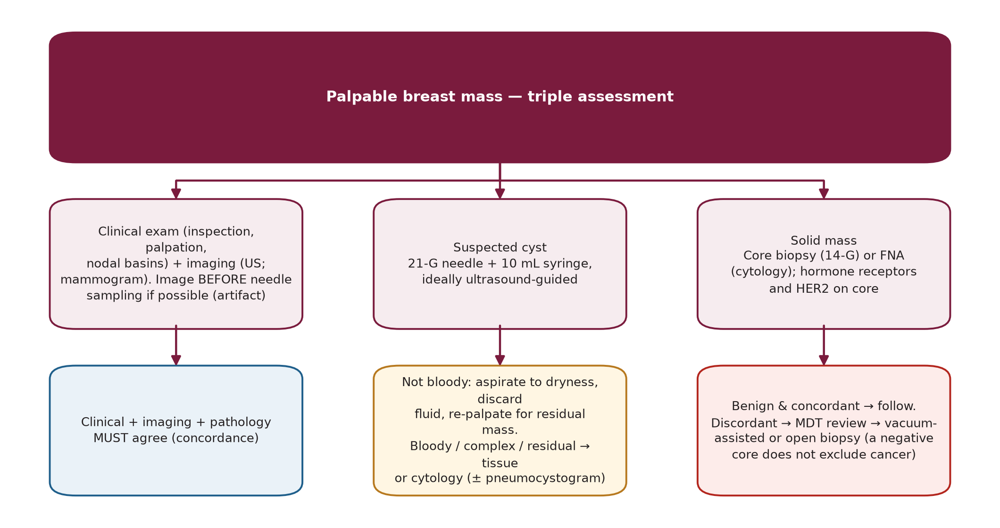 Palpable breast mass — triple assessment
Clinical exam (inspection,
palpation,
nodal basins) + imaging (US;
mammogram). Image BEFORE needle
sampling if possible (artifact)
Suspected cyst
21-G needle + 10 mL syringe,
ideally ultrasound-guided
Solid mass
Core biopsy (14-G) or FNA
(cytology); hormone receptors
and HER2 on core
Clinical + imaging + pathology
MUST agree (concordance)
Not bloody: aspirate to dryness,
discard
fluid, re-palpate for residual
mass.
Bloody / complex / residual →
tissue
or cytology (± pneumocystogram)
Benign & concordant → follow.
Discordant → MDT review → vacuum-
assisted or open biopsy (a negative
core does not exclude cancer)